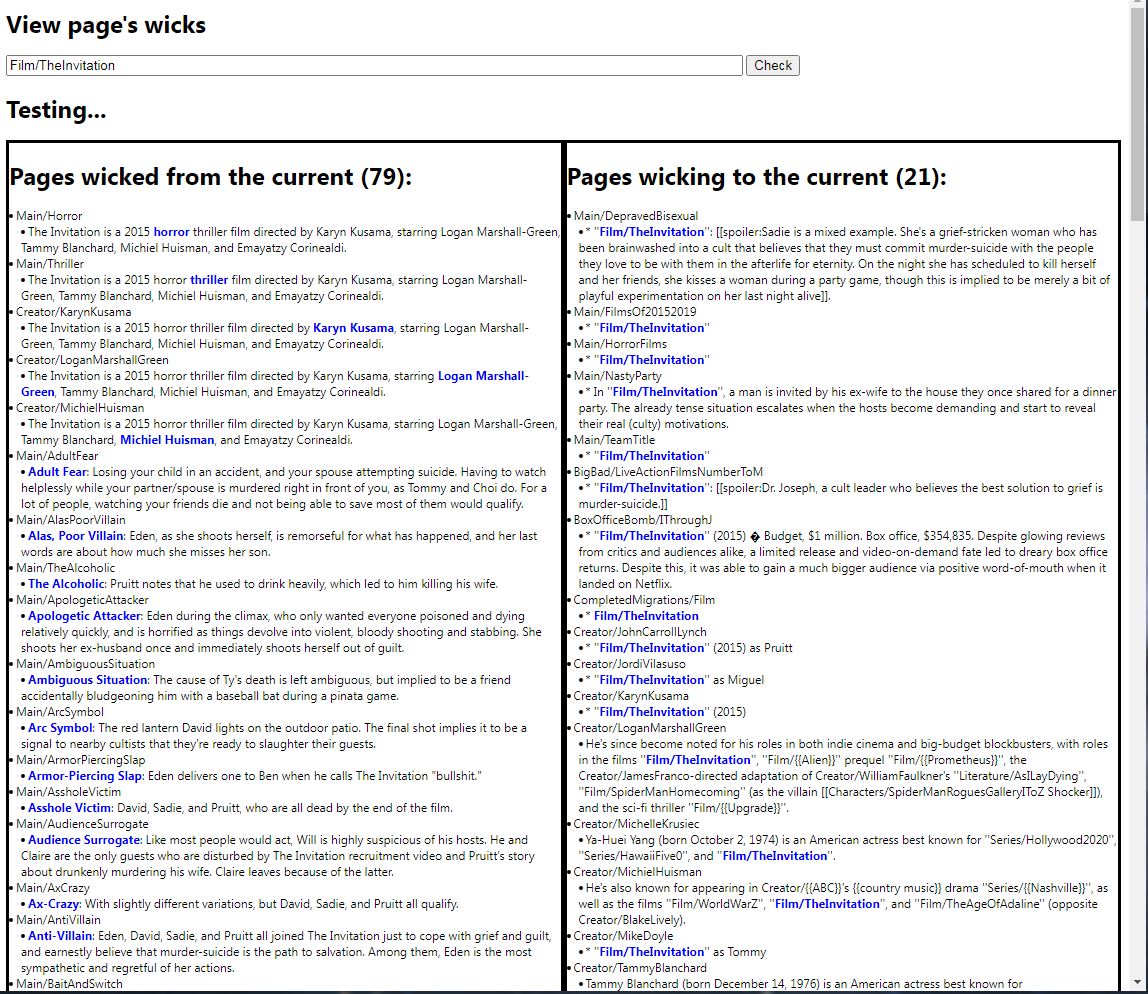 View page's wicks
Film/TheInvitation
Check
Testing...
Pages wicked from the current (79):
• Main/Horror
• The Invitation is a 2015 horror thriller film directed by Karyn Kusama, starring Logan Marshall-Green,
Tammy Blanchard, Michiel Huisman, and Emayatzy Corinealdi.
• Main/Thriller
• The Invitation is a 2015 horror thriller film directed by Karyn Kusama, starring Logan Marshall-
Green, Tammy Blanchard, Michiel Huisman, and Emayatzy Corinealdi.
• Creator/KarynKusama
• The Invitation is a 2015 horror thriller film directed by Karyn Kusama, starring Logan Marshall-
Green, Tammy Blanchard, Michiel Huisman, and Emayatzy Corinealdi.
• Creator/LoganMarshallGreen
• The Invitation is a 2015 horror thriller film directed by Karyn Kusama, starring Logan Marshall-
Green, Tammy Blanchard, Michiel Huisman, and Emayatzy Corinealdi.
• Creator/MichielHuisman
• The Invitation is a 2015 horror thriller film directed by Karyn Kusama, starring Logan Marshall-Green,
Tammy Blanchard, Michiel Huisman, and Emayatzy Corinealdi.
• Main/AdultFear
• Adult Fear: Losing your child in an accident, and your spouse attempting suicide. Having to watch
helplessly while your partner/spouse is murdered right in front of you, as Tommy and Choi do. For a
lot of people, watching your friends die and not being able to save most of them would qualify.
• Main/AlasPoorVillain
• Alas, Poor Villain: Eden, as she shoots herself, is remorseful for what has happened, and her last
words are about how much she misses her son.
• Main/TheAlcoholic
• The Alcoholic: Pruitt notes that he used to drink heavily, which led to him killing his wife.
• Main/ApologeticAttacker
• Apologetic Attacker: Eden during the climax, who only wanted everyone poisoned and dying
relatively quickly, and is horrified as things devolve into violent, bloody shooting and stabbing. She
shoots her ex-husband once and immediately shoots herself out of guilt.
• Main/AmbiguousSituation
• Ambiguous Situation: The cause of Ty's death is left ambiguous, but implied to be a friend
accidentally bludgeoning him with a baseball bat during a pinata game.
• Main/ArcSymbol
• Arc Symbol: The red lantern David lights on the outdoor patio. The final shot implies it to be a
signal to nearby cultists that they're ready to slaughter their guests.
• Main/ArmorPiercingSlap
• Armor-Piercing Slap: Eden delivers one to Ben when he calls The Invitation "bullshit."
• Main/AssholeVictim
• Asshole Victim: David, Sadie, and Pruitt, who are all dead by the end of the film.
• Main/AudienceSurrogate
• Audience Surrogate: Like most people would act, Will is highly suspicious of his hosts. He and
Claire are the only guests who are disturbed by The Invitation recruitment video and Pruitt's story
about drunkenly murdering his wife. Claire leaves because of the latter.
• Main/AxCrazy
• Ax-Crazy: With slightly different variations, but David, Sadie, and Pruitt all qualify.
• Main/AntiVillain
• Anti-Villain: Eden, David, Sadie, and Pruitt all joined The Invitation just to cope with grief and guilt,
and earnestly believe that murder-suicide is the path to salvation. Among them, Eden is the most
sympathetic and regretful of her actions.
• Main/BaitAndSwitch
Pages wicking to the current (21):
• Main/DepravedBisexual
• * ''Film/TheInvitation'': [[spoiler:Sadie is a mixed example. She's a grief-stricken woman who has
been brainwashed into a cult that believes that they must commit murder-suicide with the people
they love to be with them in the afterlife for eternity. On the night she has scheduled to kill herself
and her friends, she kisses a woman during a party game, though this is implied to be merely a bit of
playful experimentation on her last night alive]].
• Main/FilmsOf20152019
• * ''Film/TheInvitation''
• Main/HorrorFilms
• * ''Film/TheInvitation''
• Main/NastyParty
• * In ''Film/TheInvitation'', a man is invited by his ex-wife to the house they once shared for a dinner
party. The already tense situation escalates when the hosts become demanding and start to reveal
their real (culty) motivations.
• Main/TeamTitle
• * ''Film/TheInvitation''
• BigBad/LiveActionFilmsNumberToM
• * ''Film/TheInvitation'': [[spoiler:Dr. Joseph, a cult leader who believes the best solution to grief is
murder-suicide.]]
• BoxOfficeBomb/IThroughJ
• * ''Film/TheInvitation'' (2015) � Budget, $1 million. Box office, $354,835. Despite glowing reviews
from critics and audiences alike, a limited release and video-on-demand fate led to dreary box office
returns. Despite this, it was able to gain a much bigger audience via positive word-of-mouth when it
landed on Netflix.
• CompletedMigrations/Film
• * Film/TheInvitation
• Creator/JohnCarrollLynch
• * ''Film/TheInvitation'' (2015) as Pruitt
• Creator/JordiVilasuso
• * ''Film/TheInvitation'' as Miguel
• Creator/KarynKusama
• * ''Film/TheInvitation'' (2015)
• Creator/LoganMarshallGreen
• He's since become noted for his roles in both indie cinema and big-budget blockbusters, with roles
in the films ''Film/TheInvitation'', ''Film/{{Alien}}'' prequel ''Film/{{Prometheus}}'', the
Creator/JamesFranco-directed adaptation of Creator/WilliamFaulkner's ''Literature/AsILayDying'',
''Film/SpiderManHomecoming'' (as the villain [[Characters/SpiderManRoguesGalleryIToZ Shocker]]),
and the sci-fi thriller ''Film/{{Upgrade}}''.
• Creator/MichelleKrusiec
• Ya-Huei Yang (born October 2, 1974) is an American actress best known for ''Series/Hollywood2020'',
''Series/HawaiiFive0'', and ''Film/TheInvitation''.
• Creator/MichielHuisman
• He's also known for appearing in Creator/{{ABC}}'s {{country music}} drama ''Series/{{Nashville}}'', as
well as the films ''Film/WorldWarZ'', ''Film/TheInvitation'', and ''Film/TheAgeOfAdaline'' (opposite
Creator/BlakeLively).
• Creator/MikeDoyle
• * ''Film/TheInvitation'' as Tommy
• Creator/TammyBlanchard
• Tammy Blanchard (born December 14, 1976) is an American actress best known for